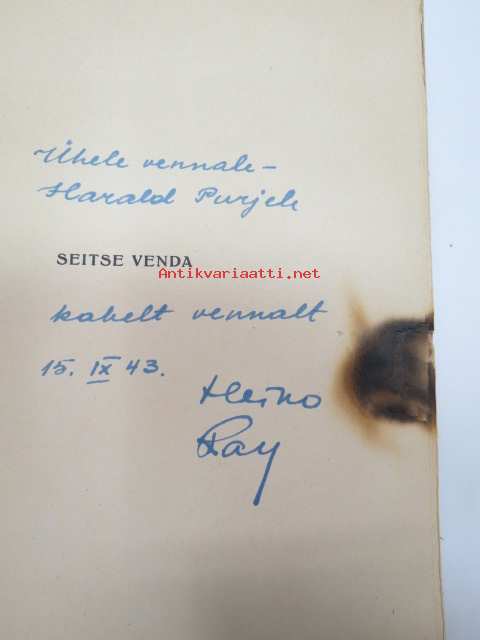 Ühele vennale –
Harald Purjele
SEITSE VENDA
Antikvariaatti.net
kahelt vennalt
15. IX 43.
Heino
Ray